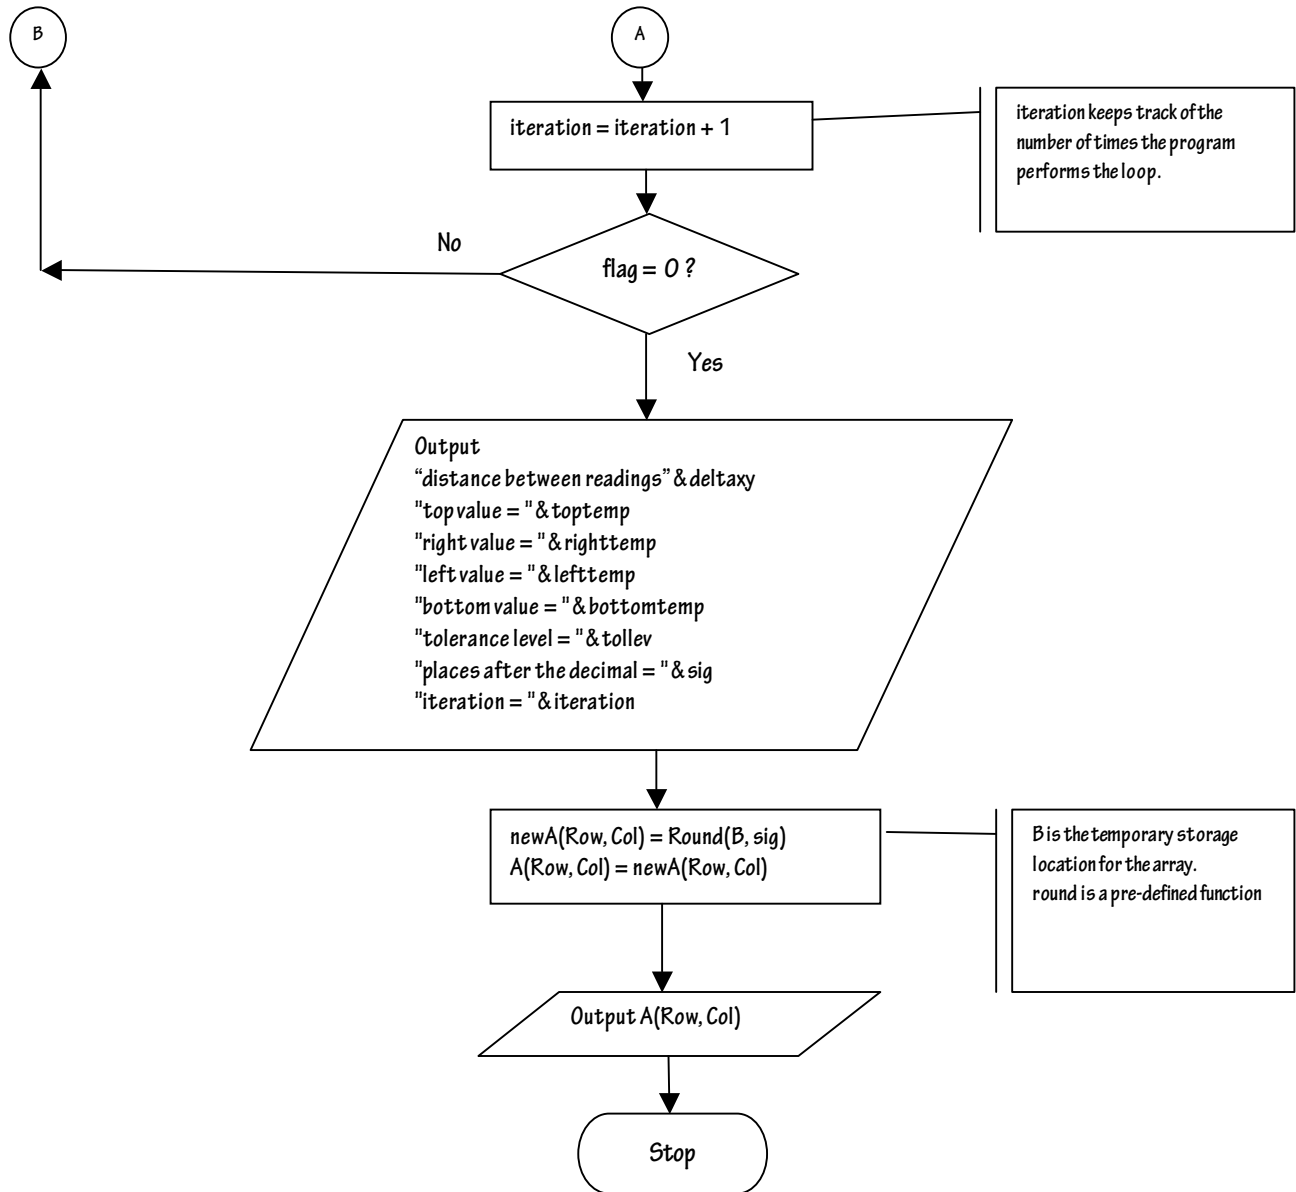 B
A
iteration = iteration + 1
iteration keeps track of the
number of times the program
performs the loop.
No
flag = 0 ?
Yes
Output
“distance between readings” & deltaxy
"top value = " & toptemp
"right value = " & righttemp
"left value = " & lefttemp
"bottom value = " & bottomtemp
"tolerance level = " & tollev
"places after the decimal = " & sig
"iteration = " & iteration
newA(Row, Col) = Round(B, sig)
A(Row, Col) = newA(Row, Col)
B is the temporary storage
location for the array.
round is a pre-defined function
Output A(Row, Col)
Stop